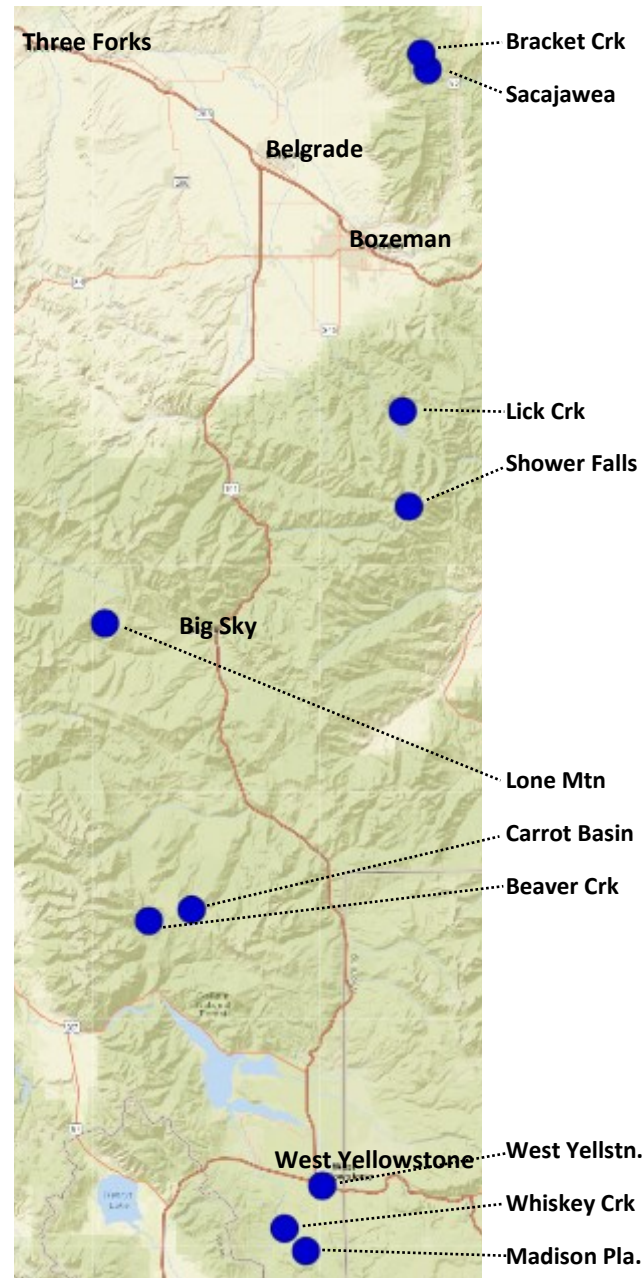 Three Forks
Bracket Crk
Sacajawea
Belgrade
Bozeman
Lick Crk
Shower Falls
Big Sky
Lone Mtn
Carrot Basin
Beaver Crk
West Yellowstone
West Yellstn.
Whiskey Crk
Madison Pla.